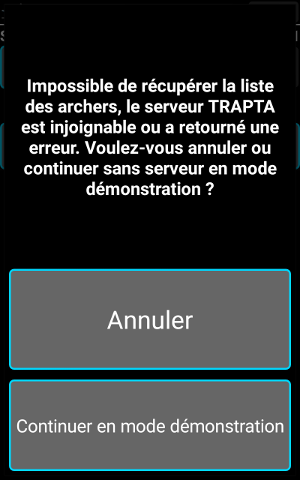 Impossible de récupérer la liste
des archers, le serveur TRAPTA
est injoignable ou a retourné une
erreur. Voulez-vous annuler ou
continuer sans serveur en mode
démonstration ?
Annuler
Continuer en mode démonstration